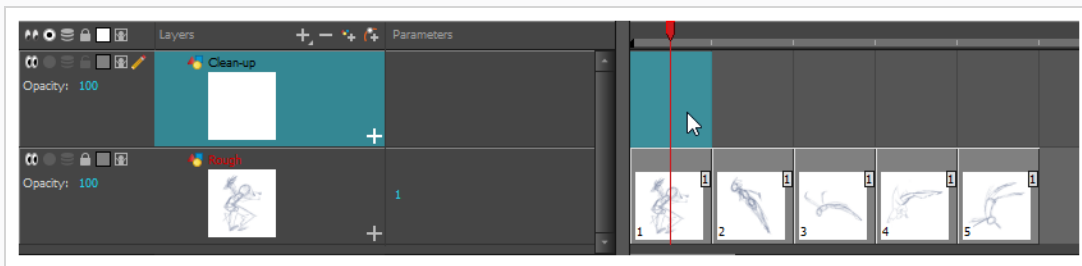 Layers Parameters
Clean-up
Opacity: 100
Rough
Opacity: 100 1
1 1 1 1 1
1 2 3 4 5